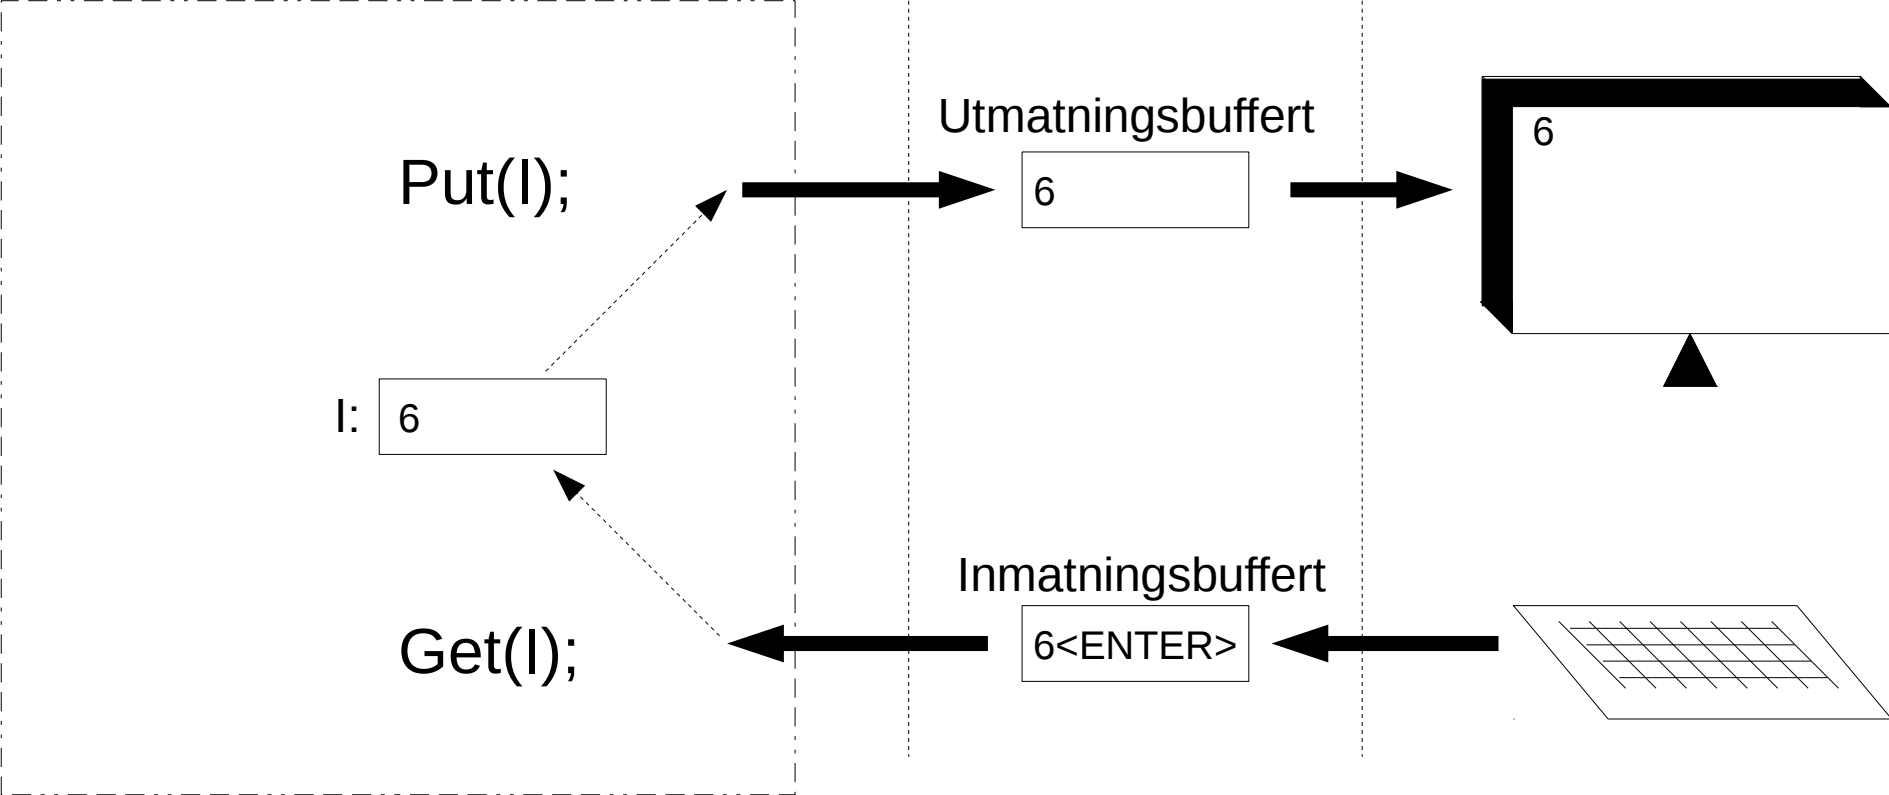 Utmatningsbuffert
Put(I);
6
6
I:
6
Inmatningsbuffert
Get(I);
6<ENTER>